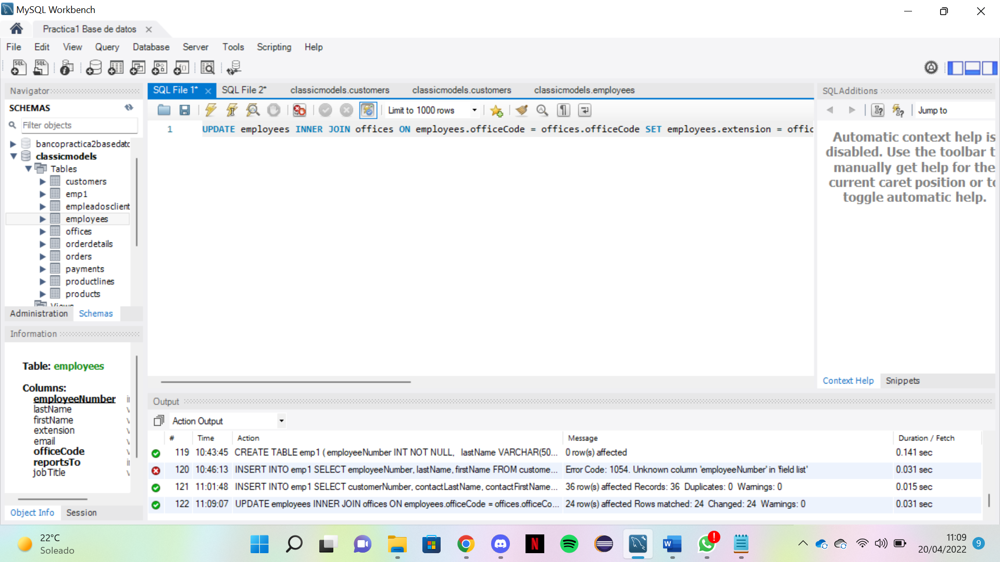 MySQL Workbench
Practica1 Base de datos
File Edit View Query Database Server Tools Scripting Help
Navigator
SCHEMAS
Filter objects
bancopractica2basedatc
classicmodels
Tables
customers
emp1
empleadosclient
employees
offices
orderdetails
orders
payments
productlines
products
Views
Administration Schemas
Information
Table: employees
Columns:
employeeNumber
lastName
firstName
extension
email
officeCode
reportsTo
jobTitle
Object Info Session
SQL File 1* SQL File 2* classicmodels.customers classicmodels.customers classicmodels.employees
Limit to 1000 rows
1 UPDATE employees INNER JOIN offices ON employees.officeCode = offices.officeCode SET employees.extension = offic
SQLAdditions
Jump to
Automatic context help is
disabled. Use the toolbar t
manually get help for the
current caret position or to
toggle automatic help.
Context Help Snippets
Output
Action Output
# Time Action Message Duration / Fetch
119 10:43:45 CREATE TABLE emp1 ( employeeNumber INT NOT NULL, lastName VARCHAR(50... 0 row(s) affected 0.141 sec
120 10:46:13 INSERT INTO emp1 SELECT employeeNumber, lastName, firstName FROM custome... Error Code: 1054. Unknown column 'employeeNumber' in 'field list' 0.031 sec
121 11:01:48 INSERT INTO emp1 SELECT customerNumber, contactLastName, contactFirstName... 36 row(s) affected Records: 36 Duplicates: 0 Warnings: 0 0.015 sec
122 11:09:07 UPDATE employees INNER JOIN offices ON employees.officeCode = offices.officeCo... 24 row(s) affected Rows matched: 24 Changed: 24 Warnings: 0 0.031 sec
22°C
Soleado
11:09
20/04/2022
9